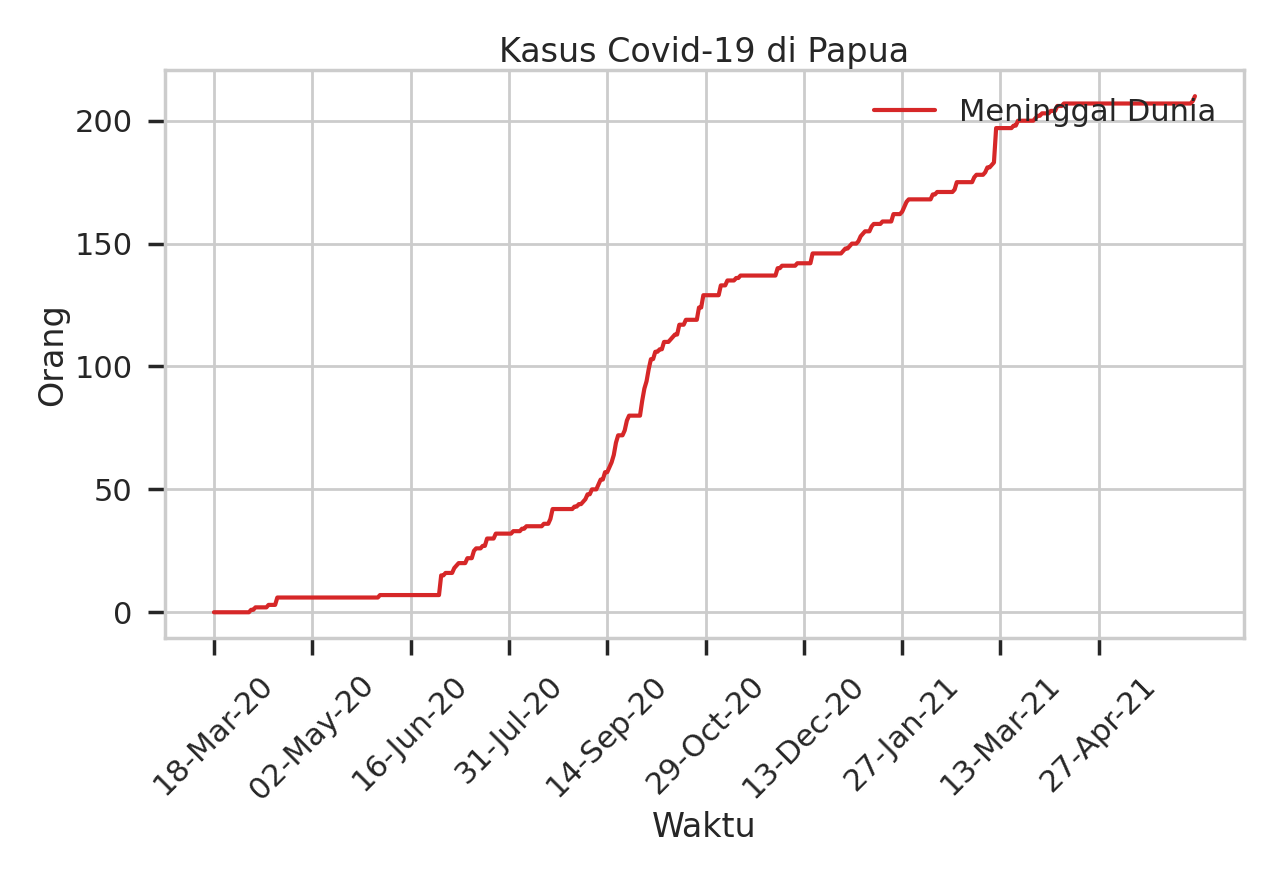 Kasus Covid-19 di Papua
Meninggal Dunia
Orang
200
150
100
50
0
18-Mar-20
02-May-20
16-Jun-20
31-Jul-20
14-Sep-20
29-Oct-20
13-Dec-20
27-Jan-21
13-Mar-21
27-Apr-21
Waktu